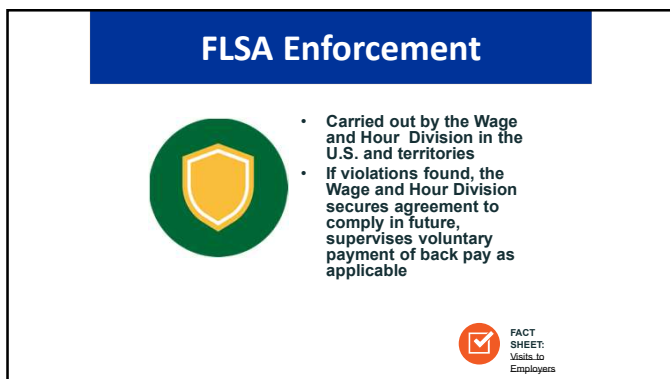 FLSA Enforcement
• Carried out by the Wage
and Hour Division in the
U.S. and territories
• If violations found, the
Wage and Hour Division
secures agreement to
comply in future,
supervises voluntary
payment of back pay as
applicable
FACT
SHEET:
Visits to
Employers